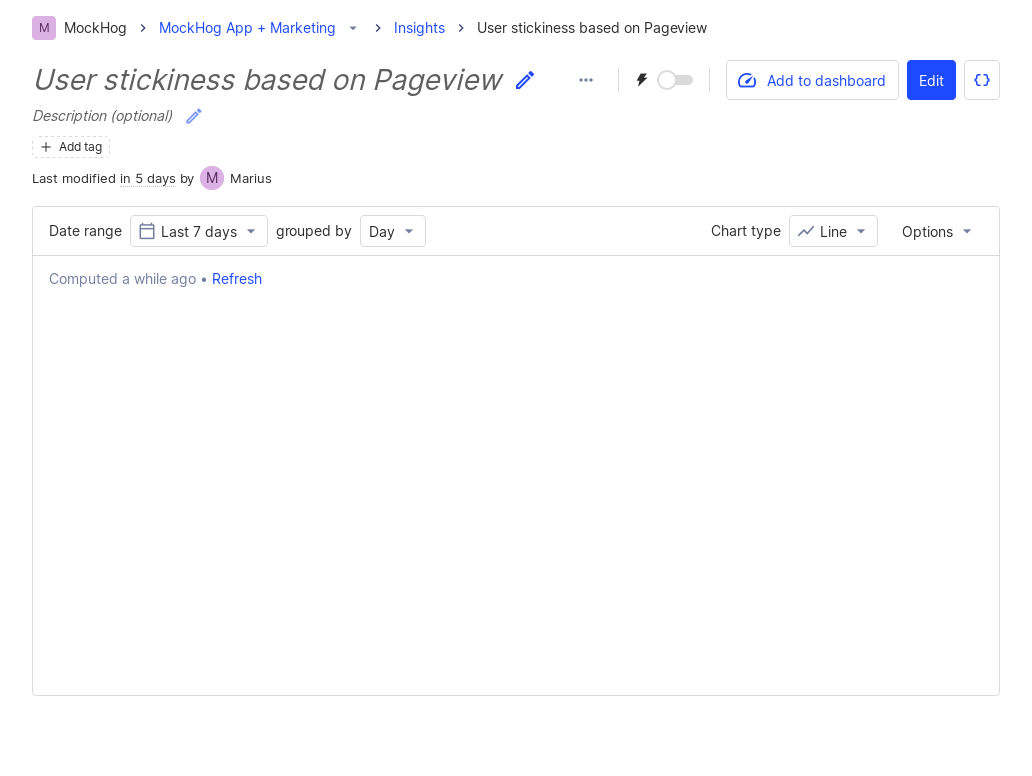 M MockHog MockHog App + Marketing Insights User stickiness based on Pageview
User stickiness based on Pageview
Add to dashboard Edit
Description (optional)
Add tag
Last modified in 5 days by M Marius
Date range Last 7 days grouped by Day Chart type Line Options
Computed a while ago • Refresh